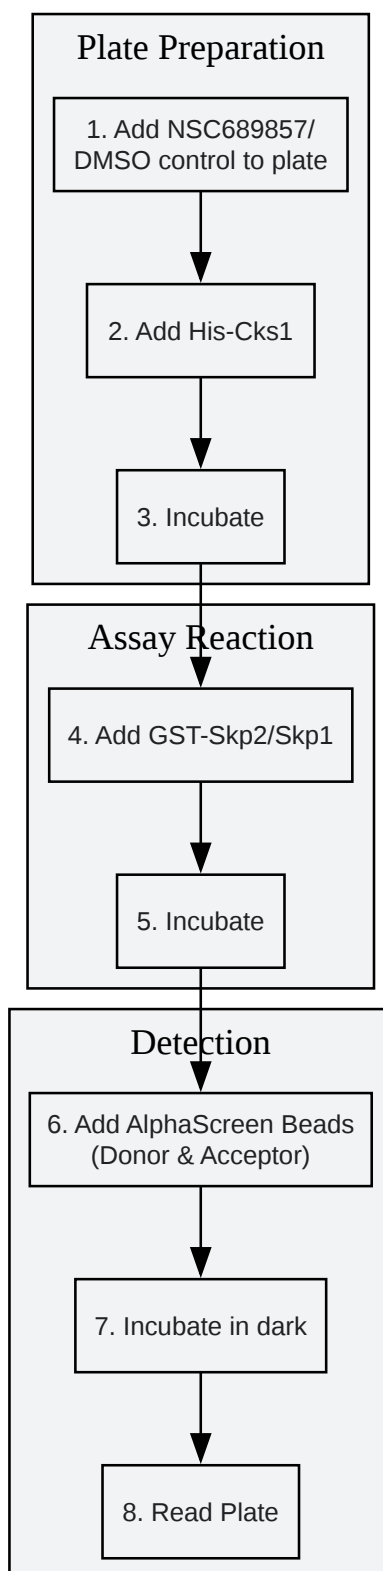 Plate Preparation
1. Add NSC689857/
DMSO control to plate
2. Add His-Cks1
3. Incubate
Assay Reaction
4. Add GST-Skp2/Skp1
5. Incubate
Detection
6. Add AlphaScreen Beads
(Donor & Acceptor)
7. Incubate in dark
8. Read Plate